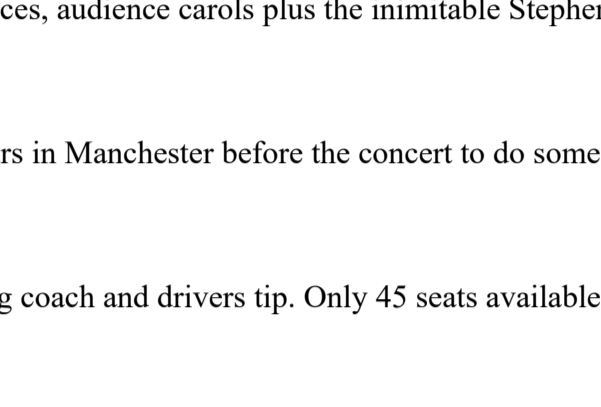 ces, audience carols plus the inimitable Stephen
rs in Manchester before the concert to do some
g coach and drivers tip. Only 45 seats available